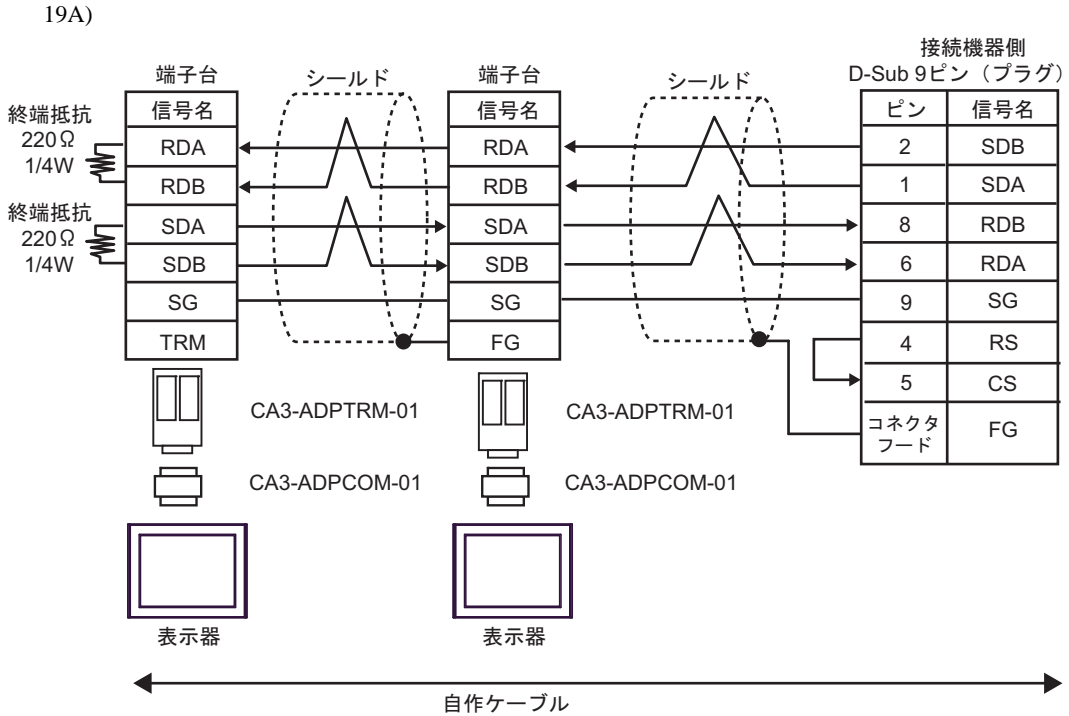 19A)
接続機器側
D-Sub 9ピン（プラグ）
端子台
シールド
端子台
シールド
終端抵抗
220Ω
1/4W
終端抵抗
220Ω
1/4W
信号名
RDA
RDB
SDA
SDB
SG
TRM
信号名
RDA
RDB
SDA
SDB
SG
FG
ピン 信号名
2 SDB
1 SDA
8 RDB
6 RDA
9 SG
4 RS
5 CS
コネクタ
フード FG
CA3-ADPTRM-01
CA3-ADPTRM-01
CA3-ADPCOM-01
CA3-ADPCOM-01
表示器
表示器
自作ケーブル